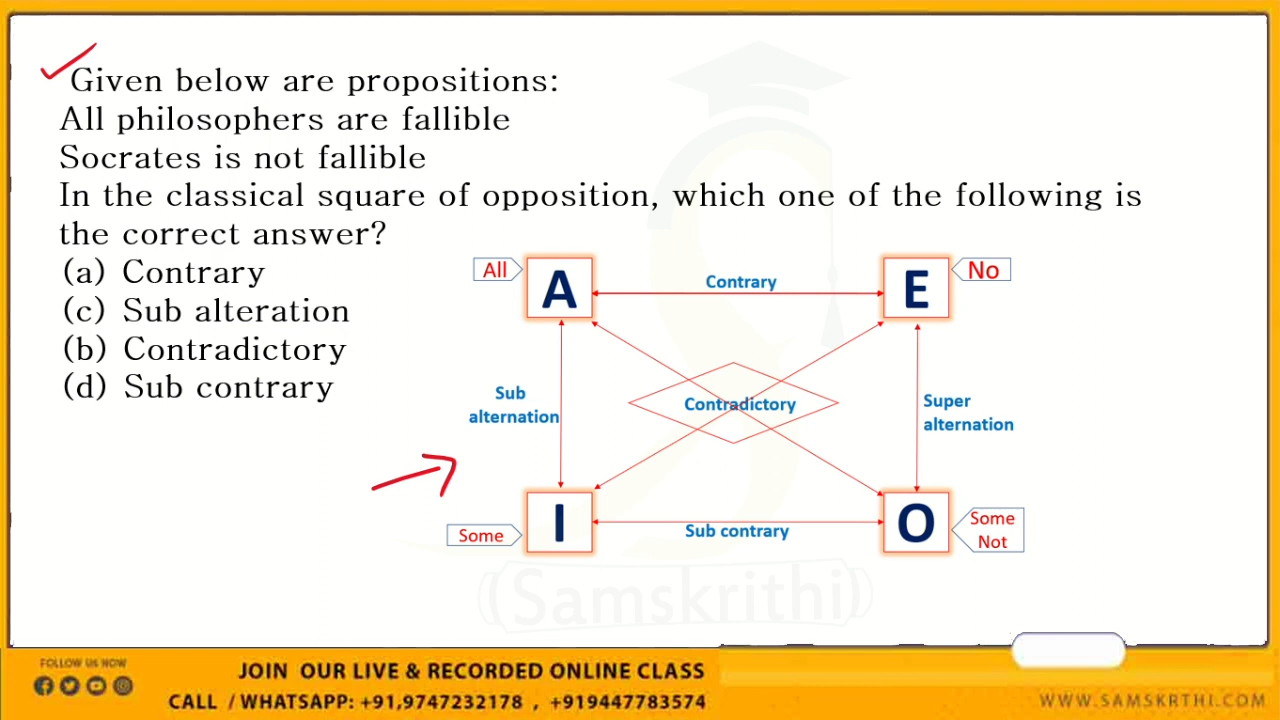 Given below are propositions:
All philosophers are fallible
Socrates is not fallible
In the classical square of opposition, which one of the following is
the correct answer?
(a) Contrary
(c) Sub alteration
(b) Contradictory
(d) Sub contrary
All
A
Contrary
E
No
Sub
alternation
Contradictory
Super
alternation
Some
I
Sub contrary
O
Some
Not
(Samskrithi)
FOLLOW US NOW
JOIN OUR LIVE & RECORDED ONLINE CLASS
CALL / WHATSAPP: +91,9747232178 , +919447783574
WWW.SAMSKRTHI.COM